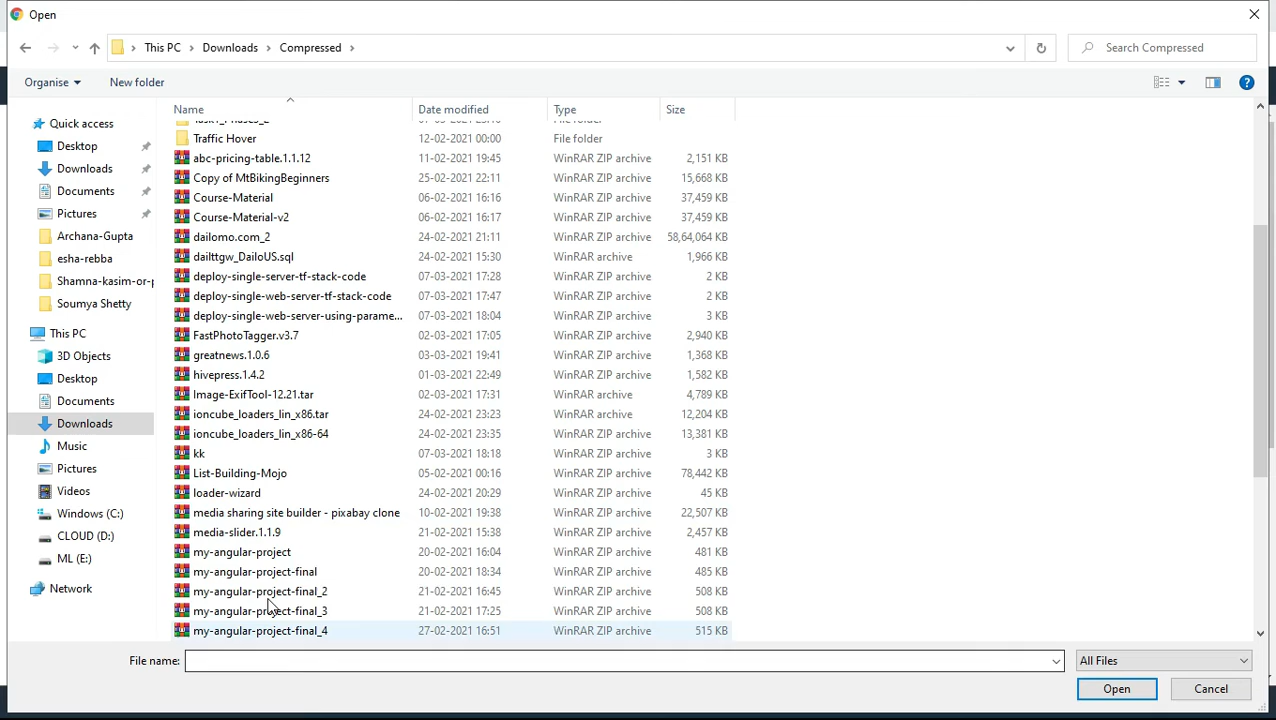 Open
This PC > Downloads > Compressed >
Search Compressed
Organise
New folder
Name Date modified Type Size
Quick access
Desktop
Downloads
Documents
Pictures
Archana-Gupta
esha-rebba
Shamna-kasim-or-p
Soumya Shetty
This PC
3D Objects
Desktop
Documents
Downloads
Music
Pictures
Videos
Windows (C:)
CLOUD (D:)
ML (E:)
Network
Traffic Hover 12-02-2021 00:00 File folder
abc-pricing-table.1.1.12 11-02-2021 19:45 WinRAR ZIP archive 2,151 KB
Copy of MtBikingBeginners 25-02-2021 22:11 WinRAR ZIP archive 15,668 KB
Course-Material 06-02-2021 16:16 WinRAR ZIP archive 37,459 KB
Course-Material-v2 06-02-2021 16:17 WinRAR ZIP archive 37,459 KB
dailomo.com_2 24-02-2021 21:11 WinRAR ZIP archive 58,64,064 KB
dailttgw_DailoUS.sql 24-02-2021 15:30 WinRAR archive 1,966 KB
deploy-single-server-tf-stack-code 07-03-2021 17:28 WinRAR ZIP archive 2 KB
deploy-single-web-server-tf-stack-code 07-03-2021 17:47 WinRAR ZIP archive 2 KB
deploy-single-web-server-using-parame... 07-03-2021 18:04 WinRAR ZIP archive 3 KB
FastPhotoTagger.v3.7 02-03-2021 17:05 WinRAR ZIP archive 2,940 KB
greatnews.1.0.6 03-03-2021 19:41 WinRAR ZIP archive 1,368 KB
hivepress.1.4.2 01-03-2021 22:49 WinRAR ZIP archive 1,582 KB
Image-ExifTool-12.21.tar 02-03-2021 17:31 WinRAR archive 4,789 KB
ioncube_loaders_lin_x86.tar 24-02-2021 23:23 WinRAR archive 12,204 KB
ioncube_loaders_lin_x86-64 24-02-2021 23:35 WinRAR ZIP archive 13,381 KB
kk 07-03-2021 18:18 WinRAR ZIP archive 3 KB
List-Building-Mojo 05-02-2021 00:16 WinRAR ZIP archive 78,442 KB
loader-wizard 24-02-2021 20:29 WinRAR ZIP archive 45 KB
media sharing site builder - pixabay clone 10-02-2021 19:38 WinRAR ZIP archive 22,507 KB
media-slider.1.1.9 21-02-2021 15:38 WinRAR ZIP archive 2,457 KB
my-angular-project 20-02-2021 16:04 WinRAR ZIP archive 481 KB
my-angular-project-final 20-02-2021 18:34 WinRAR ZIP archive 485 KB
my-angular-project-final_2 21-02-2021 16:45 WinRAR ZIP archive 508 KB
my-angular-project-final_3 21-02-2021 17:25 WinRAR ZIP archive 508 KB
my-angular-project-final_4 27-02-2021 16:51 WinRAR ZIP archive 515 KB
File name:
All Files
Open
Cancel